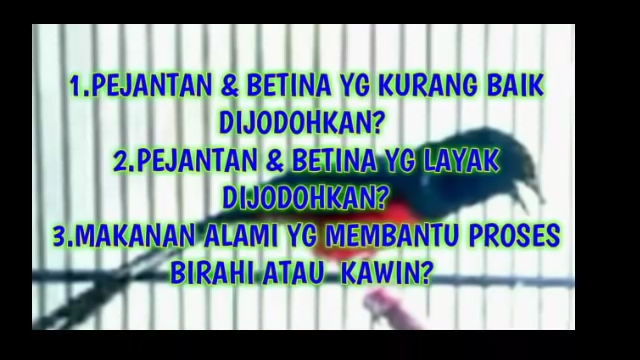 1.PEJANTAN & BETINA YG KURANG BAIK
DIJODOHKAN?
2.PEJANTAN & BETINA YG LAYAK
DIJODOHKAN?
3.MAKANAN ALAMI YG MEMBANTU PROSES
BIRAHI ATAU KAWIN?